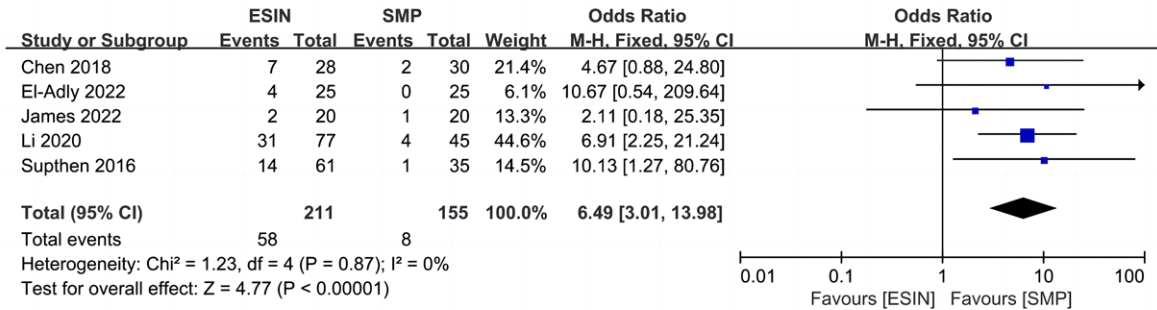 ESIN SMP Odds Ratio Odds Ratio
Study or Subgroup Events Total Events Total Weight M-H, Fixed, 95% CI M-H, Fixed, 95% CI
Chen 2018 7 28 2 30 21.4% 4.67 [0.88, 24.80]
El-Adly 2022 4 25 0 25 6.1% 10.67 [0.54, 209.64]
James 2022 2 20 1 20 13.3% 2.11 [0.18, 25.35]
Li 2020 31 77 4 45 44.6% 6.91 [2.25, 21.24]
Supthen 2016 14 61 1 35 14.5% 10.13 [1.27, 80.76]
Total (95% CI) 211 155 100.0% 6.49 [3.01, 13.98]
Total events 58 8
Heterogeneity: Chi² = 1.23, df = 4 (P = 0.87); I² = 0%
Test for overall effect: Z = 4.77 (P < 0.00001)
0.01 0.1 1 10 100
Favours [ESIN] Favours [SMP]